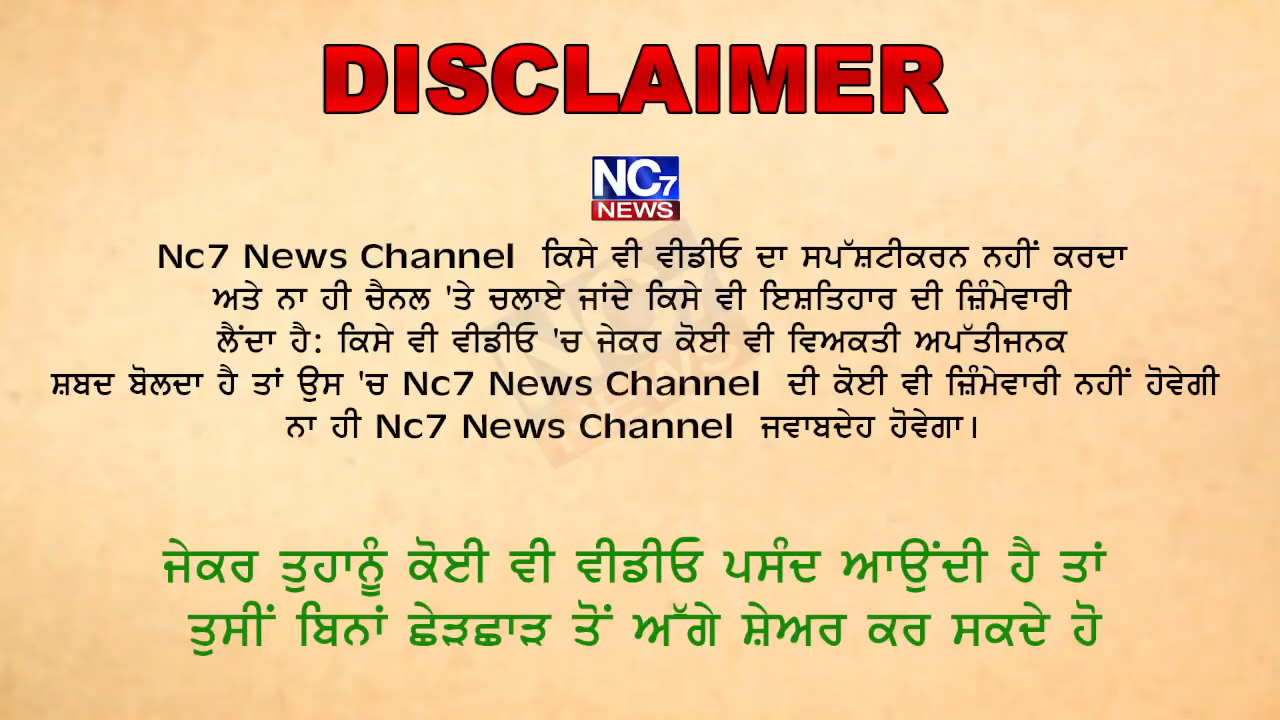 DISCLAIMER
NC7
NEWS
Nc7 News Channel ਕਿਸੇ ਵੀ ਵੀਡੀਓ ਦਾ ਸਪੱਸ਼ਟੀਕਰਨ ਨਹੀਂ ਕਰਦਾ
ਅਤੇ ਨਾ ਹੀ ਚੈਨਲ 'ਤੇ ਚਲਾਏ ਜਾਂਦੇ ਕਿਸੇ ਵੀ ਇਸ਼ਤਿਹਾਰ ਦੀ ਜ਼ਿੰਮੇਵਾਰੀ
ਲੈਂਦਾ ਹੈ: ਕਿਸੇ ਵੀ ਵੀਡੀਓ 'ਚ ਜੇਕਰ ਕੋਈ ਵੀ ਵਿਅਕਤੀ ਅਪੱਤੀਜਨਕ
ਸ਼ਬਦ ਬੋਲਦਾ ਹੈ ਤਾਂ ਉਸ 'ਚ Nc7 News Channel ਦੀ ਕੋਈ ਵੀ ਜ਼ਿੰਮੇਵਾਰੀ ਨਹੀਂ ਹੋਵੇਗੀ
ਨਾ ਹੀ Nc7 News Channel ਜਵਾਬਦੇਹ ਹੋਵੇਗਾ।
ਜੇਕਰ ਤੁਹਾਨੂੰ ਕੋਈ ਵੀ ਵੀਡੀਓ ਪਸੰਦ ਆਉਂਦੀ ਹੈ ਤਾਂ
ਤੁਸੀਂ ਬਿਨਾਂ ਛੇੜਛਾੜ ਤੋਂ ਅੱਗੇ ਸ਼ੇਅਰ ਕਰ ਸਕਦੇ ਹੋ